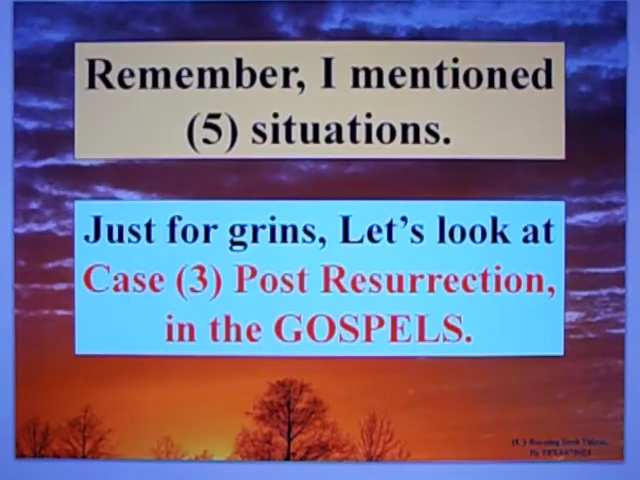 Remember, I mentioned
(5) situations.
Just for grins, Let's look at
Case (3) Post Resurrection,
in the GOSPELS.